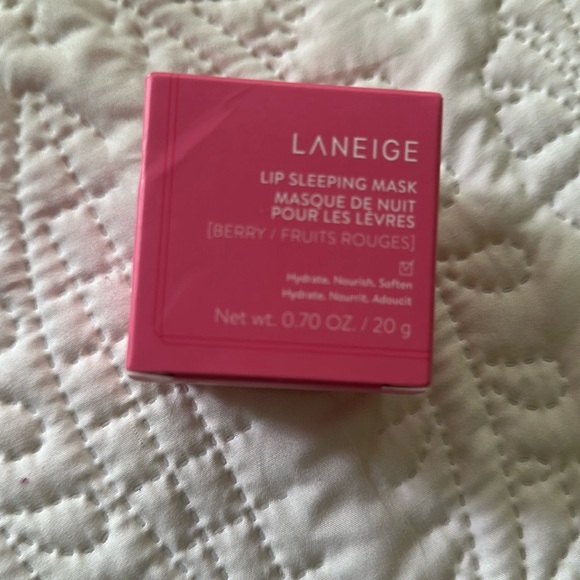 LANEIGE
LIP SLEEPING MASK
MASQUE DE NUIT
POUR LES LÈVRES
[BERRY / FRUITS ROUGES]
Hydrate, Nourish, Soften
Hydrate, Nourrit, Adoucit
Net wt. 0.70 OZ. / 20 g